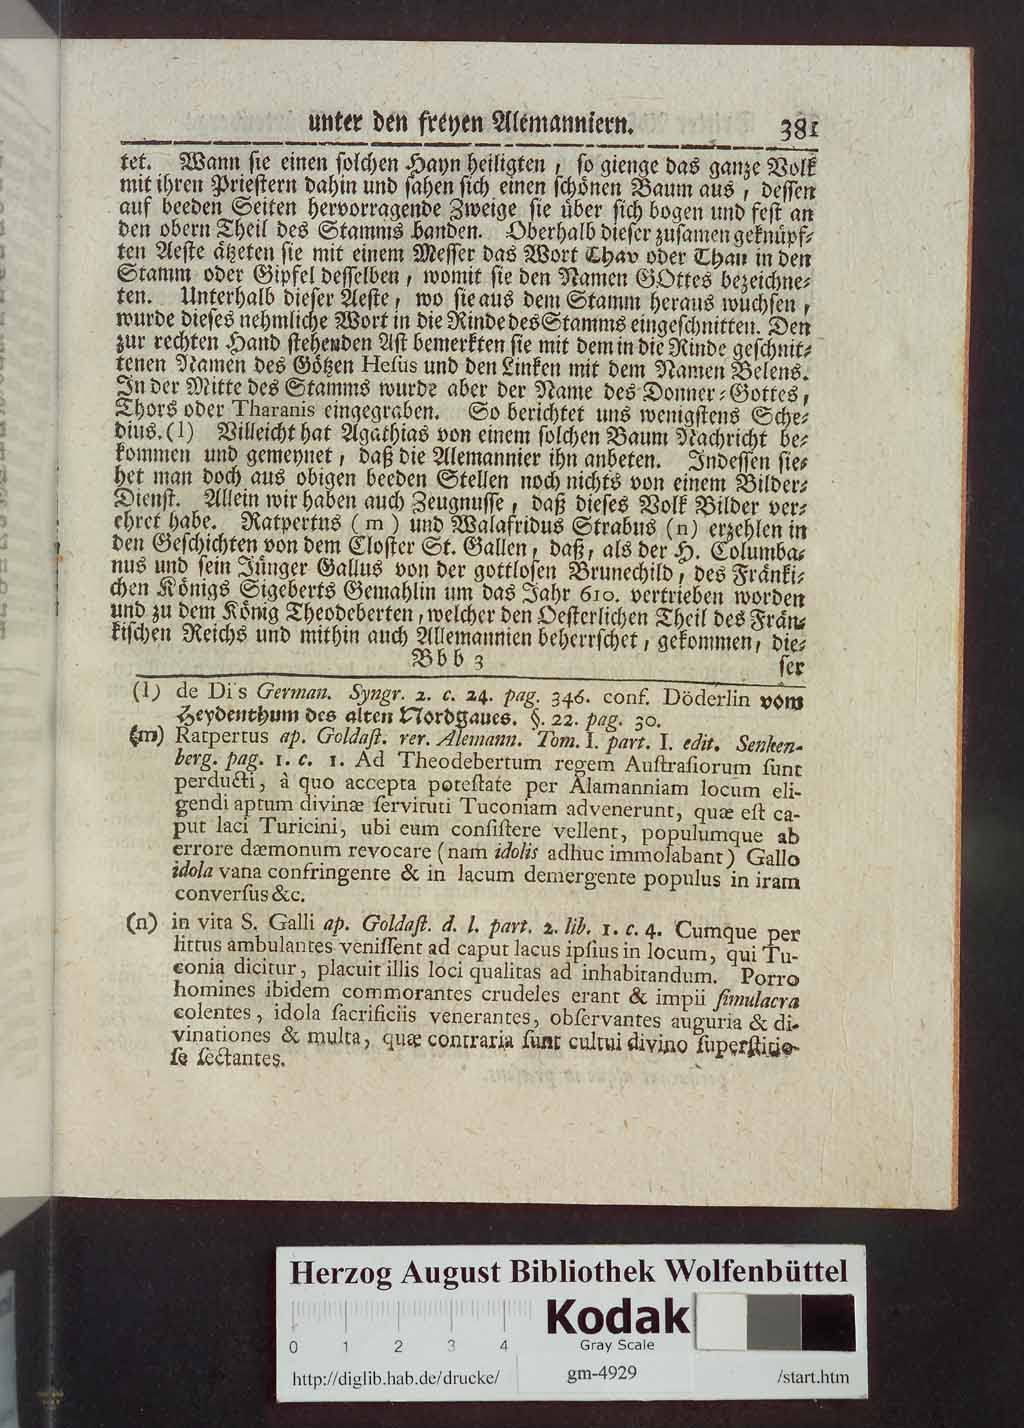 unter den freyen Alemanniern. 381
tet. Wann sie einen solchen Hayn heiligten, so gienge das ganze Volk
mit ihren Priestern dahin und sahen sich einen schönen Baum aus, dessen
auf beeden Seiten hervorragende Zweige sie über sich bogen und fest an
den obern Theil des Stamms banden. Oberhalb dieser zusamen geknüpf-
ten Aeste ätzeten sie mit einem Messer das Wort Thav oder Thau in den
Stamm oder Gipfel desselben, womit sie den Namen GOttes bezeichne-
ten. Unterhalb dieser Aeste, wo sie aus dem Stamm heraus wuchsen,
wurde dieses nehmliche Wort in die Rinde des Stamms eingeschnitten. Den
zur rechten Hand stehenden Ast bemerkten sie mit dem in die Rinde geschnit-
tenen Namen des Götzen Hesus und den Linken mit dem Namen Belens.
In der Mitte des Stamms wurde aber der Name des Donner-Gottes,
Thors oder Tharanis eingegraben. So berichtet uns wenigstens Sche-
dius.(l) Villeicht hat Agathias von einem solchen Baum Nachricht be-
kommen und gemeynet, daß die Alemannier ihn anbeten. Indessen sie-
het man doch aus obigen beeden Stellen noch nichts von einem Bilder-
Dienst. Allein wir haben auch Zeugnusse, daß dieses Volk Bilder ver-
ehret habe. Ratpertus (m) und Walafridus Strabus (n) erzehlen in
den Geschichten von dem Closter St. Gallen, daß, als der H. Columba-
nus und sein Jünger Gallus von der gottlosen Brunechild, des Fränki-
chen Königs Sigeberts Gemahlin um das Jahr 610. vertrieben worden
und zu dem König Theodeberten, welcher den Oesterlichen Theil des Frän-
kischen Reichs und mithin auch Allemannien beherrschet, gekommen, die-
Bbb 3 ser
(l) de Dis German. Syngr. 2. c. 24. pag. 346. conf. Döderlin vom
Heydenthum des alten Nordgaues. §. 22. pag. 30.
(m) Ratpertus ap. Goldast. rer. Alemann. Tom. I. part. I. edit. Senken-
berg. pag. 1. c. 1. Ad Theodebertum regem Austrasiorum sunt
perducti, à quo accepta potestate per Alamanniam locum eli-
gendi aptum divinæ servituti Tuconiam advenerunt, quæ est ca-
put laci Turicini, ubi eum consistere vellent, populumque ab
errore dæmonum revocare (nam idolis adhuc immolabant) Gallo
idola vana confringente & in lacum demergente populus in iram
conversus &c.
(n) in vita S. Galli ap. Goldast. d. l. part. 2. lib. 1. c. 4. Cumque per
littus ambulantes venissent ad caput lacus ipsius in locum, qui Tu-
conia dicitur, placuit illis loci qualitas ad inhabitandum. Porro
homines ibidem commorantes crudeles erant & impii simulacra
colentes, idola sacrificiis venerantes, observantes auguria & di-
vinationes & multa, quæ contraria sunt cultui divino superstitio-
se sectantes.
Herzog August Bibliothek Wolfenbüttel
Kodak
Gray Scale
0 1 2 3 4
http://diglib.hab.de/drucke/ gm-4929 /start.htm